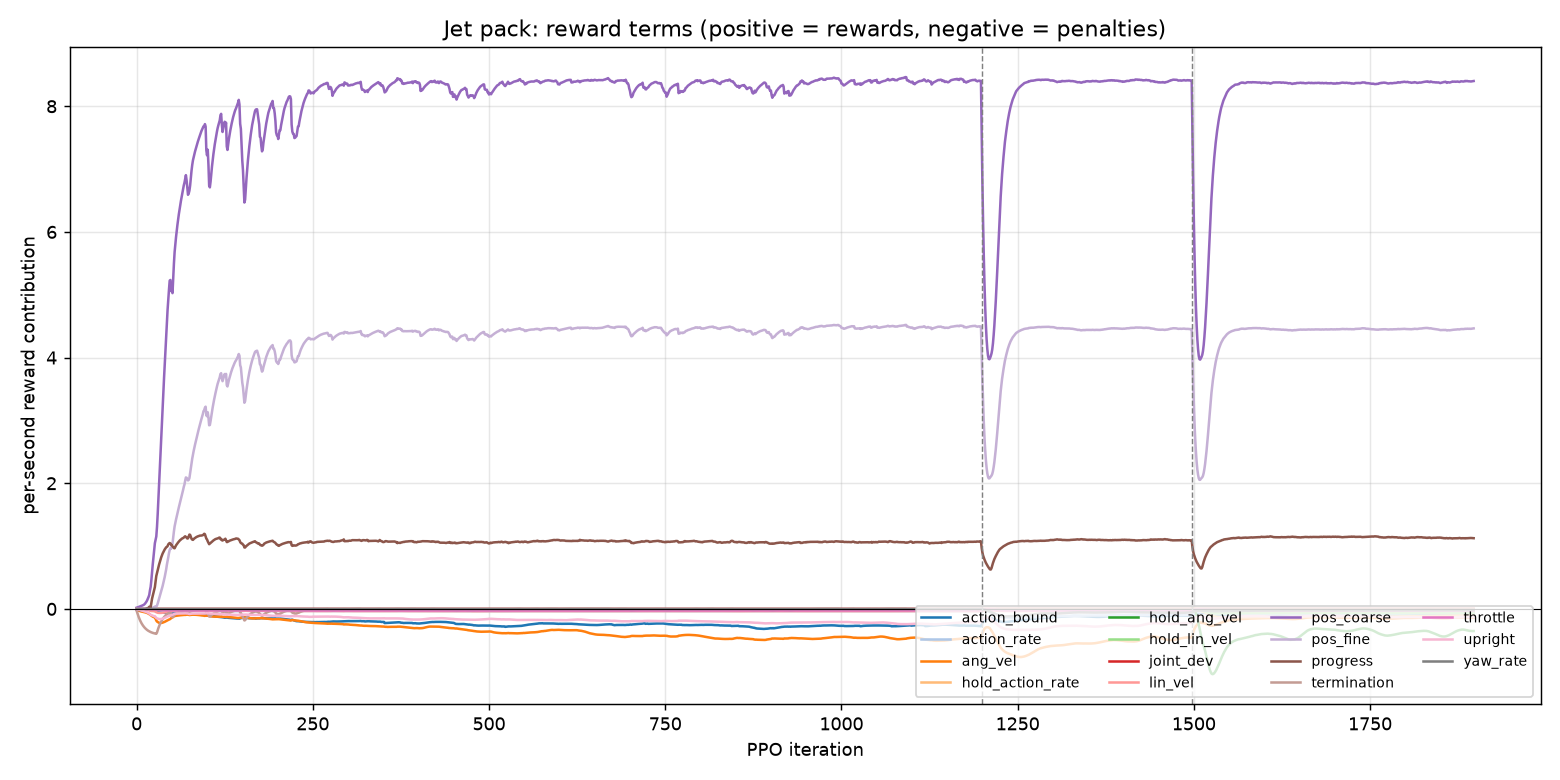 Jet pack: reward terms (positive = rewards, negative = penalties)
per-second reward contribution
8
6
4
2
0
0 250 500 750 1000 1250 1500 1750
PPO iteration
action_bound hold_ang_vel pos_coarse throttle
action_rate hold_lin_vel pos_fine upright
ang_vel joint_dev progress yaw_rate
hold_action_rate lin_vel termination